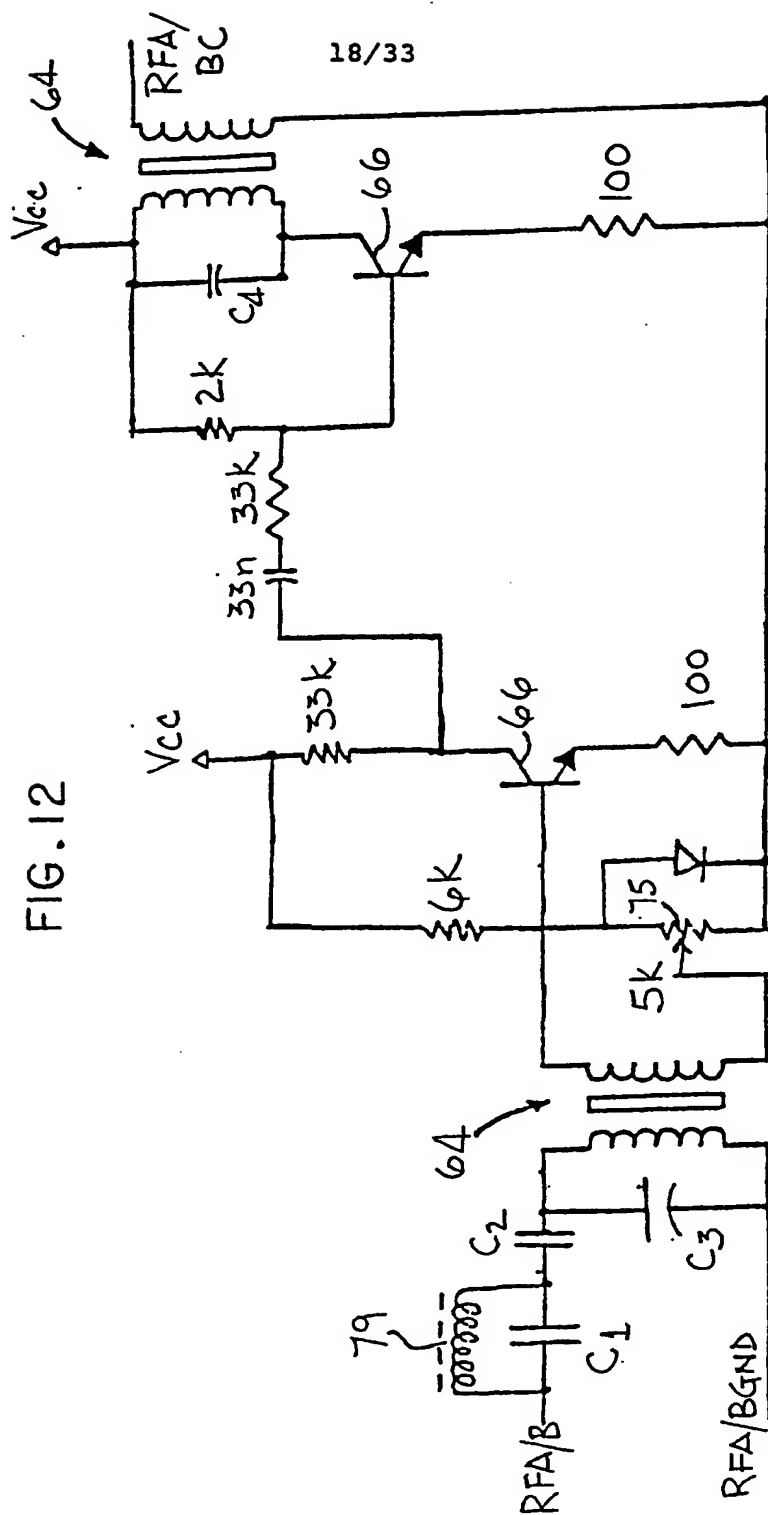 18/33
FIG.12
64
Vcc
RFA/
BC
C4
2K
66
33k
33n
100
Vcc
33k
66
6K
100
75
5K
64
79
C2
C1
C3
RFA/B
RFA/BGND